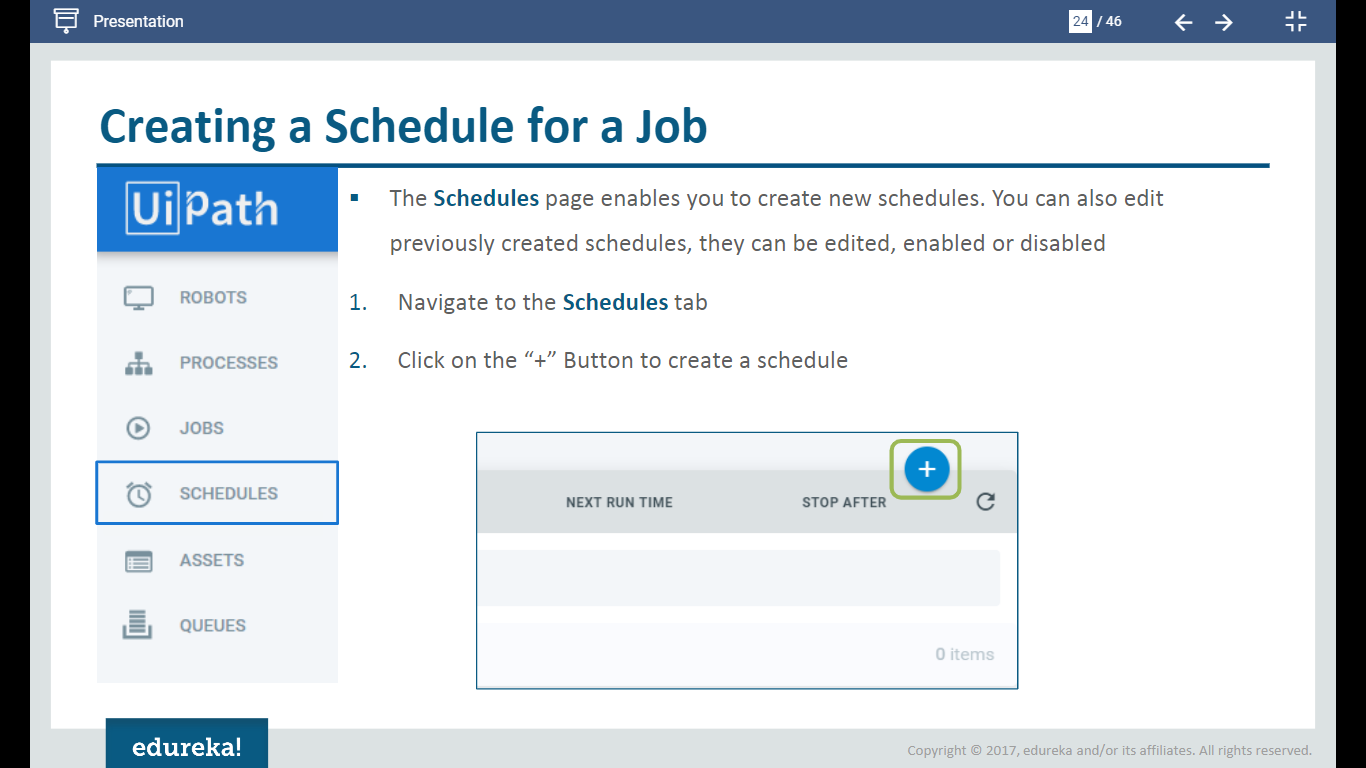 Presentation
24 / 46
Creating a Schedule for a Job
UiPath
ROBOTS
PROCESSES
JOBS
SCHEDULES
ASSETS
QUEUES
▪ The Schedules page enables you to create new schedules. You can also edit
previously created schedules, they can be edited, enabled or disabled
1. Navigate to the Schedules tab
2. Click on the “+” Button to create a schedule
+
NEXT RUN TIME STOP AFTER
0 items
edureka!
Copyright © 2017, edureka and/or its affiliates. All rights reserved.